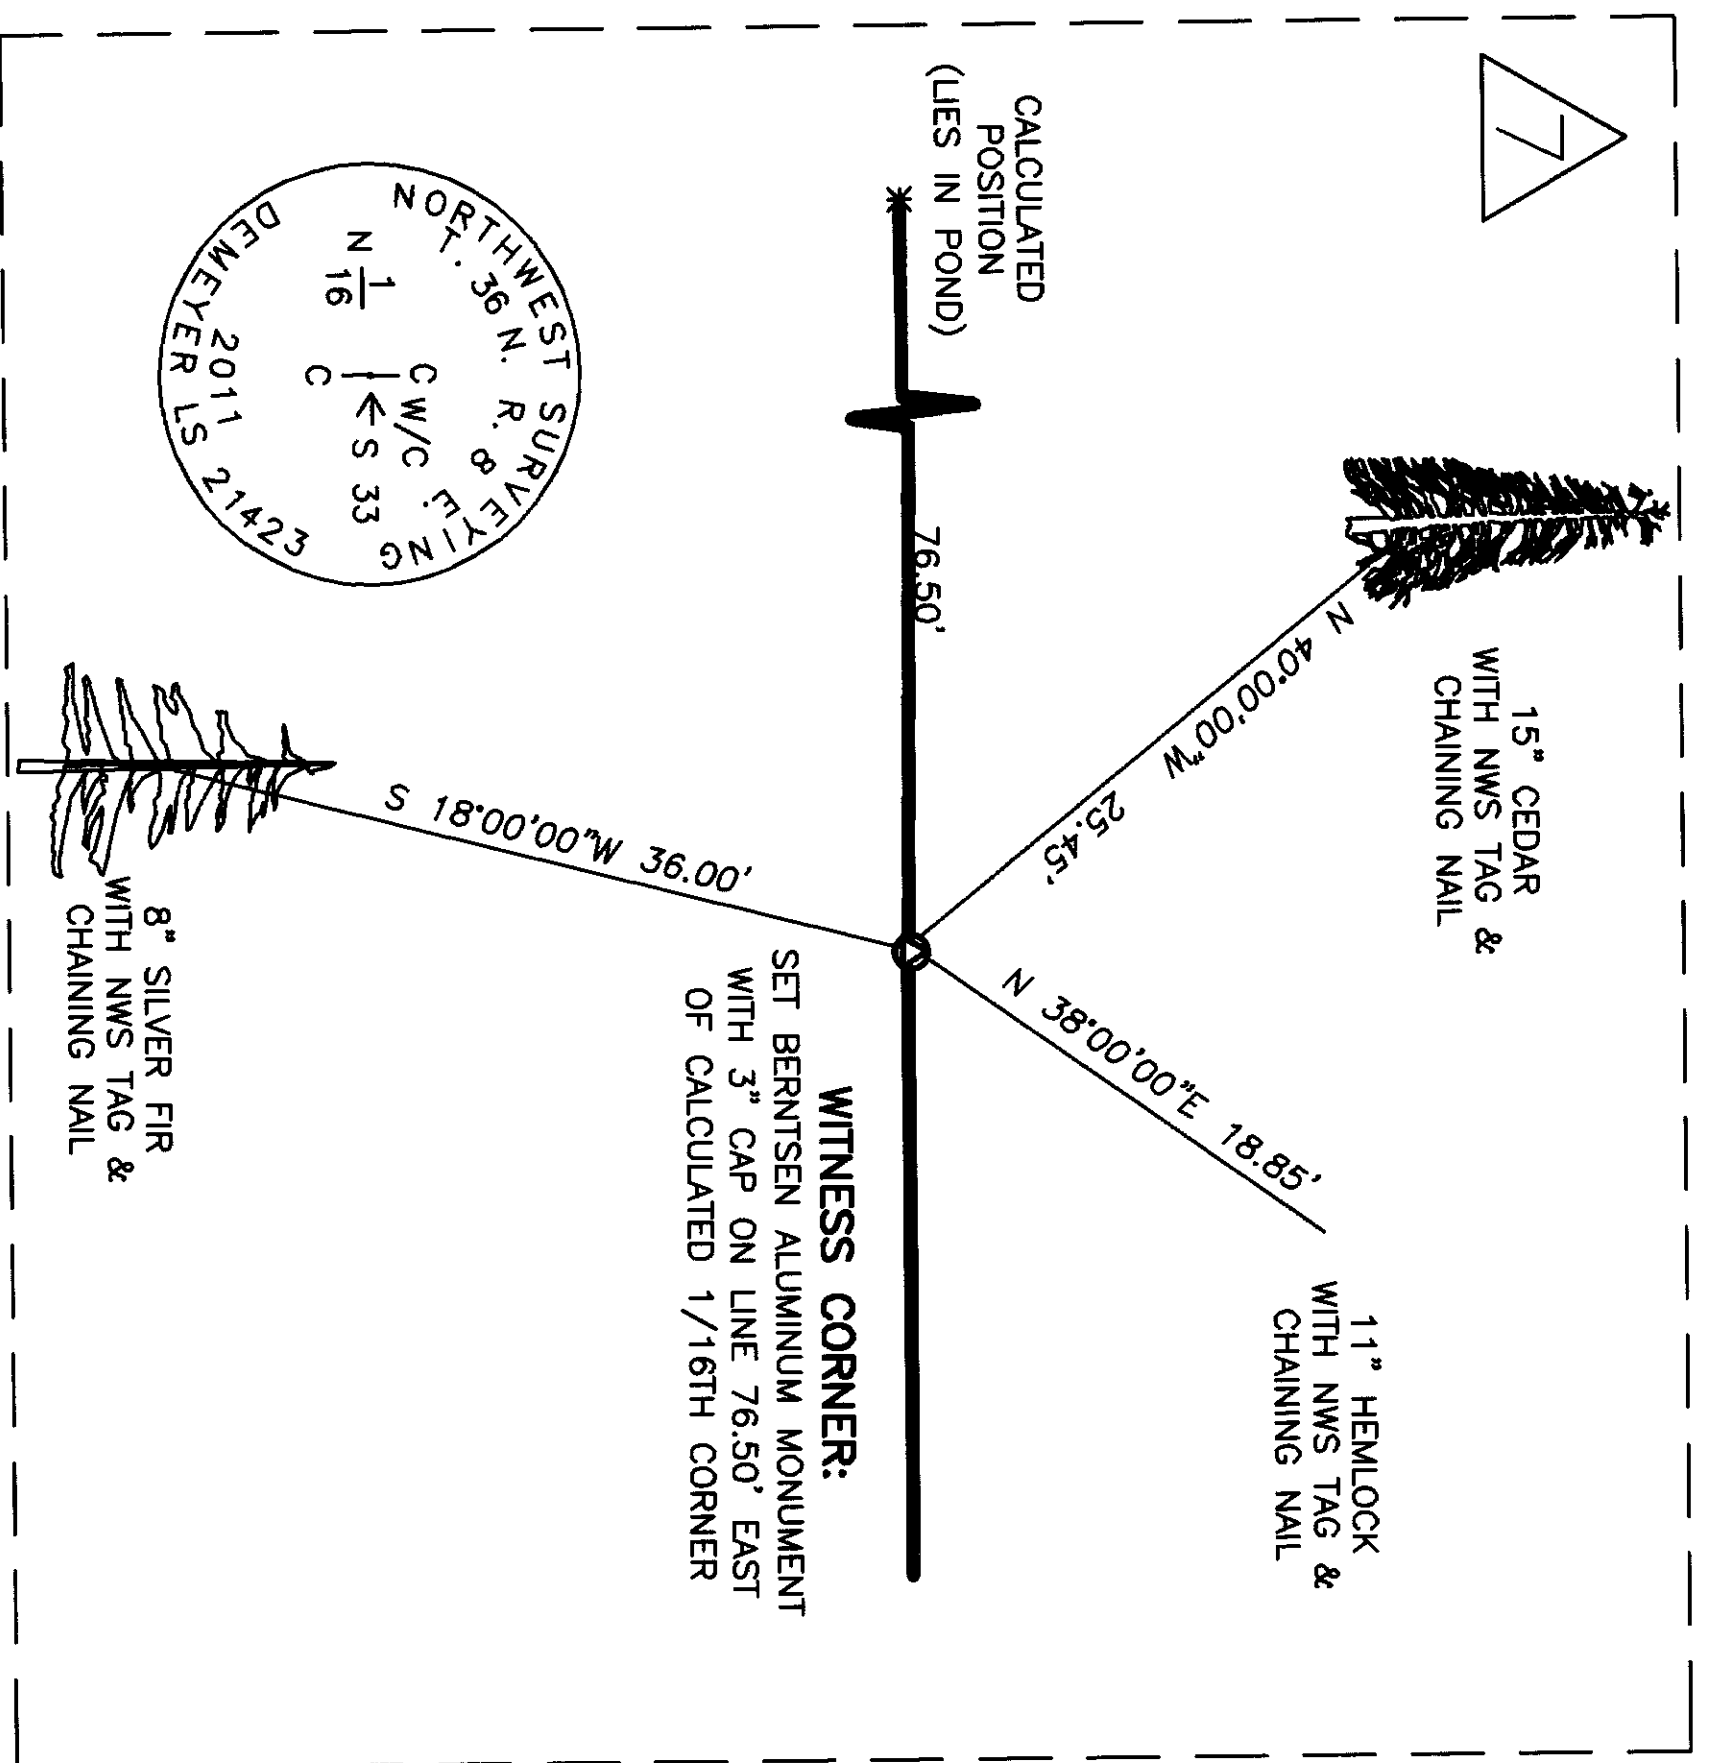 7
CALCULATED
POSITION
(LIES IN POND)
76.50'
15" CEDAR
WITH NWS TAG &
CHAINING NAIL
N 40°00'00"W 25.45'
11" HEMLOCK
WITH NWS TAG &
CHAINING NAIL
N 38°00'00"E 18.85'
WITNESS CORNER:
SET BERNTSEN ALUMINUM MONUMENT
WITH 3" CAP ON LINE 76.50' EAST
OF CALCULATED 1/16TH CORNER
S 18°00'00"W 36.00'
8" SILVER FIR
WITH NWS TAG &
CHAINING NAIL
NORTHWEST SURVEYING
T. 36 N. R. 8 E.
C W/C
N 1/16 S 33
C
2011
DEMEYER LS 21423